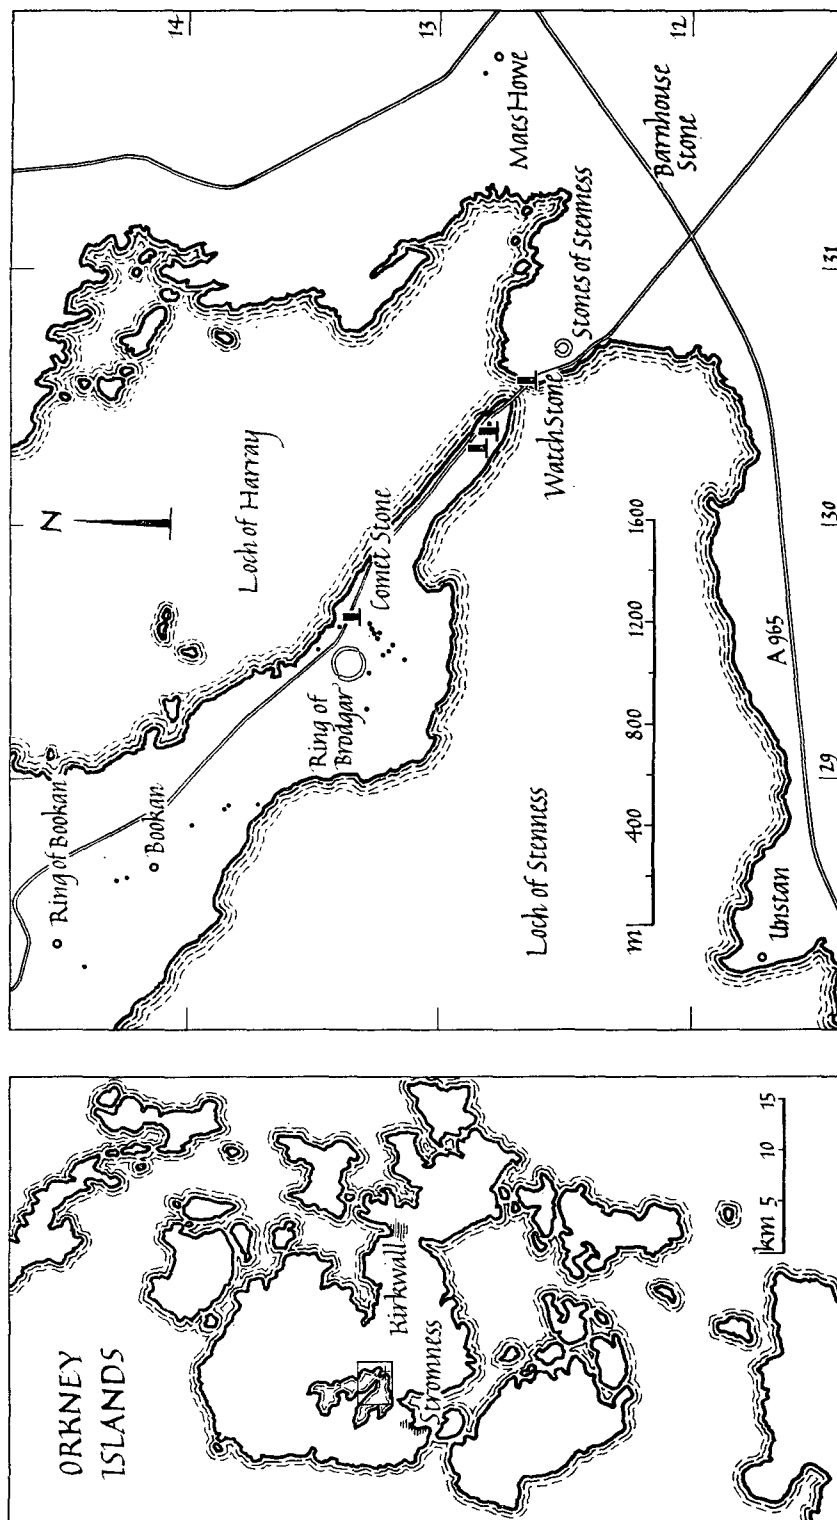 ORKNEY
ISLANDS
Kirkwall
Stromness
km 5 10 15
N
Ring of Bookan
Bookan
Loch of Harray
Ring of
Brodgar
Comet Stone
Maes Howe
Watch Stone
Stones of Stenness
Barnhouse
Stone
Loch of Stenness
m 400 800 1200 1600
Unstan
A 965
14
13
12
29
30
31